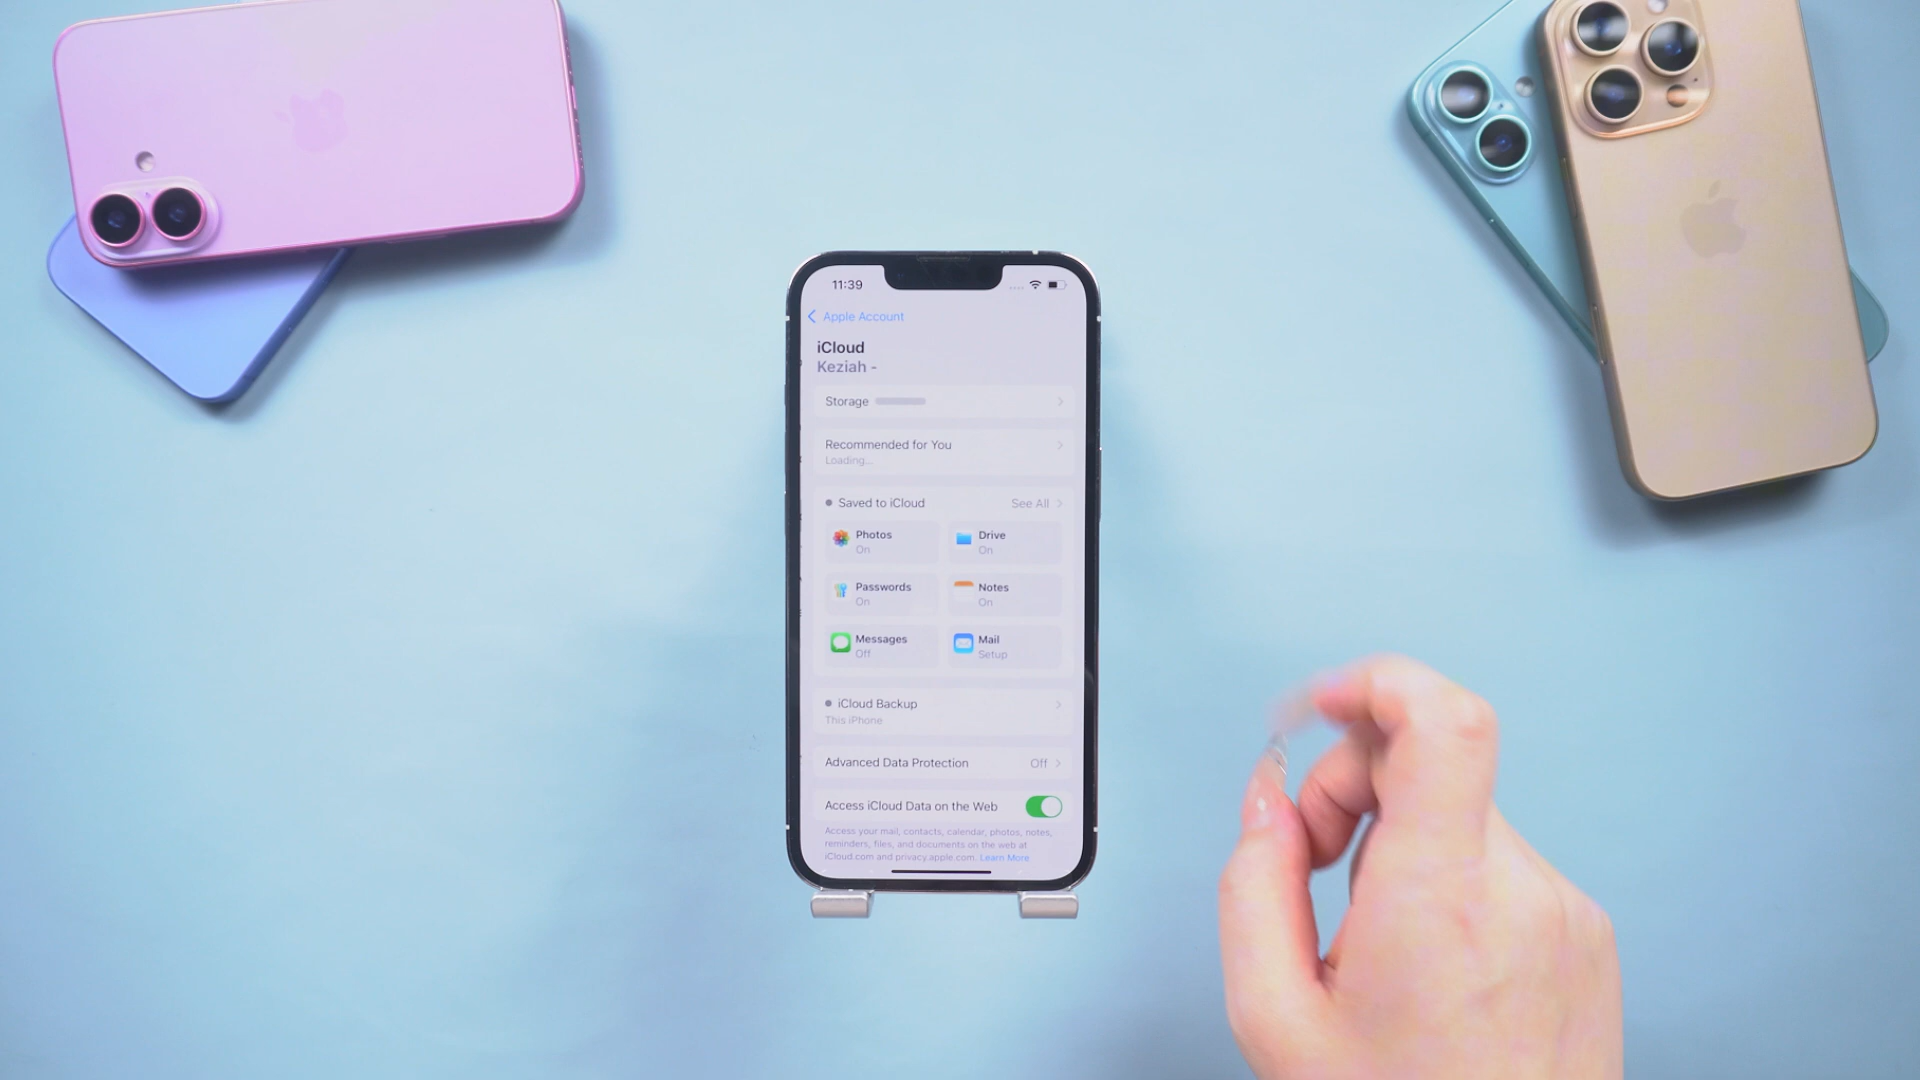 11:39
Apple Account
iCloud
Keziah -
Storage
Recommended for You
Loading...
Saved to iCloud
See All
Photos
On
Drive
On
Passwords
On
Notes
On
Messages
Off
Mail
Setup
iCloud Backup
This iPhone
Advanced Data Protection
Off
Access iCloud Data on the Web
Access your mail, contacts, calendar, photos, notes,
reminders, files, and documents on the web at
iCloud.com and privacy.apple.com. Learn More